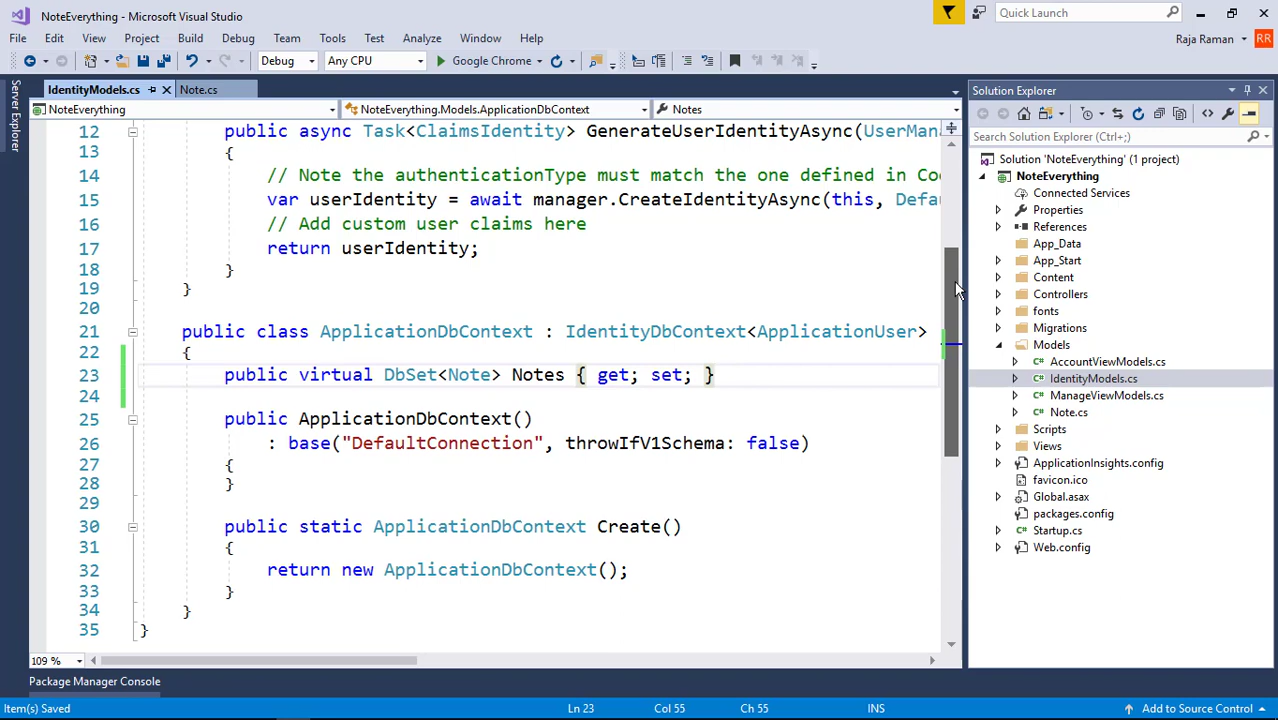 NoteEverything - Microsoft Visual Studio
Quick Launch
File Edit View Project Build Debug Team Tools Test Analyze Window Help
Raja Raman RR
Debug Any CPU Google Chrome
Server Explorer
IdentityModels.cs Note.cs
NoteEverything NoteEverything.Models.ApplicationDbContext Notes
12 public async Task<ClaimsIdentity> GenerateUserIdentityAsync(UserMana
13 {
14 // Note the authenticationType must match the one defined in Coo
15 var userIdentity = await manager.CreateIdentityAsync(this, Defau
16 // Add custom user claims here
17 return userIdentity;
18 }
19 }
20
21 public class ApplicationDbContext : IdentityDbContext<ApplicationUser>
22 {
23 public virtual DbSet<Note> Notes { get; set; }
24
25 public ApplicationDbContext()
26 : base("DefaultConnection", throwIfV1Schema: false)
27 {
28 }
29
30 public static ApplicationDbContext Create()
31 {
32 return new ApplicationDbContext();
33 }
34 }
35 }
109 %
Solution Explorer
Search Solution Explorer (Ctrl+;)
Solution 'NoteEverything' (1 project)
NoteEverything
Connected Services
Properties
References
App_Data
App_Start
Content
Controllers
fonts
Migrations
Models
AccountViewModels.cs
IdentityModels.cs
ManageViewModels.cs
Note.cs
Scripts
Views
ApplicationInsights.config
favicon.ico
Global.asax
packages.config
Startup.cs
Web.config
Package Manager Console
Item(s) Saved Ln 23 Col 55 Ch 55 INS Add to Source Control